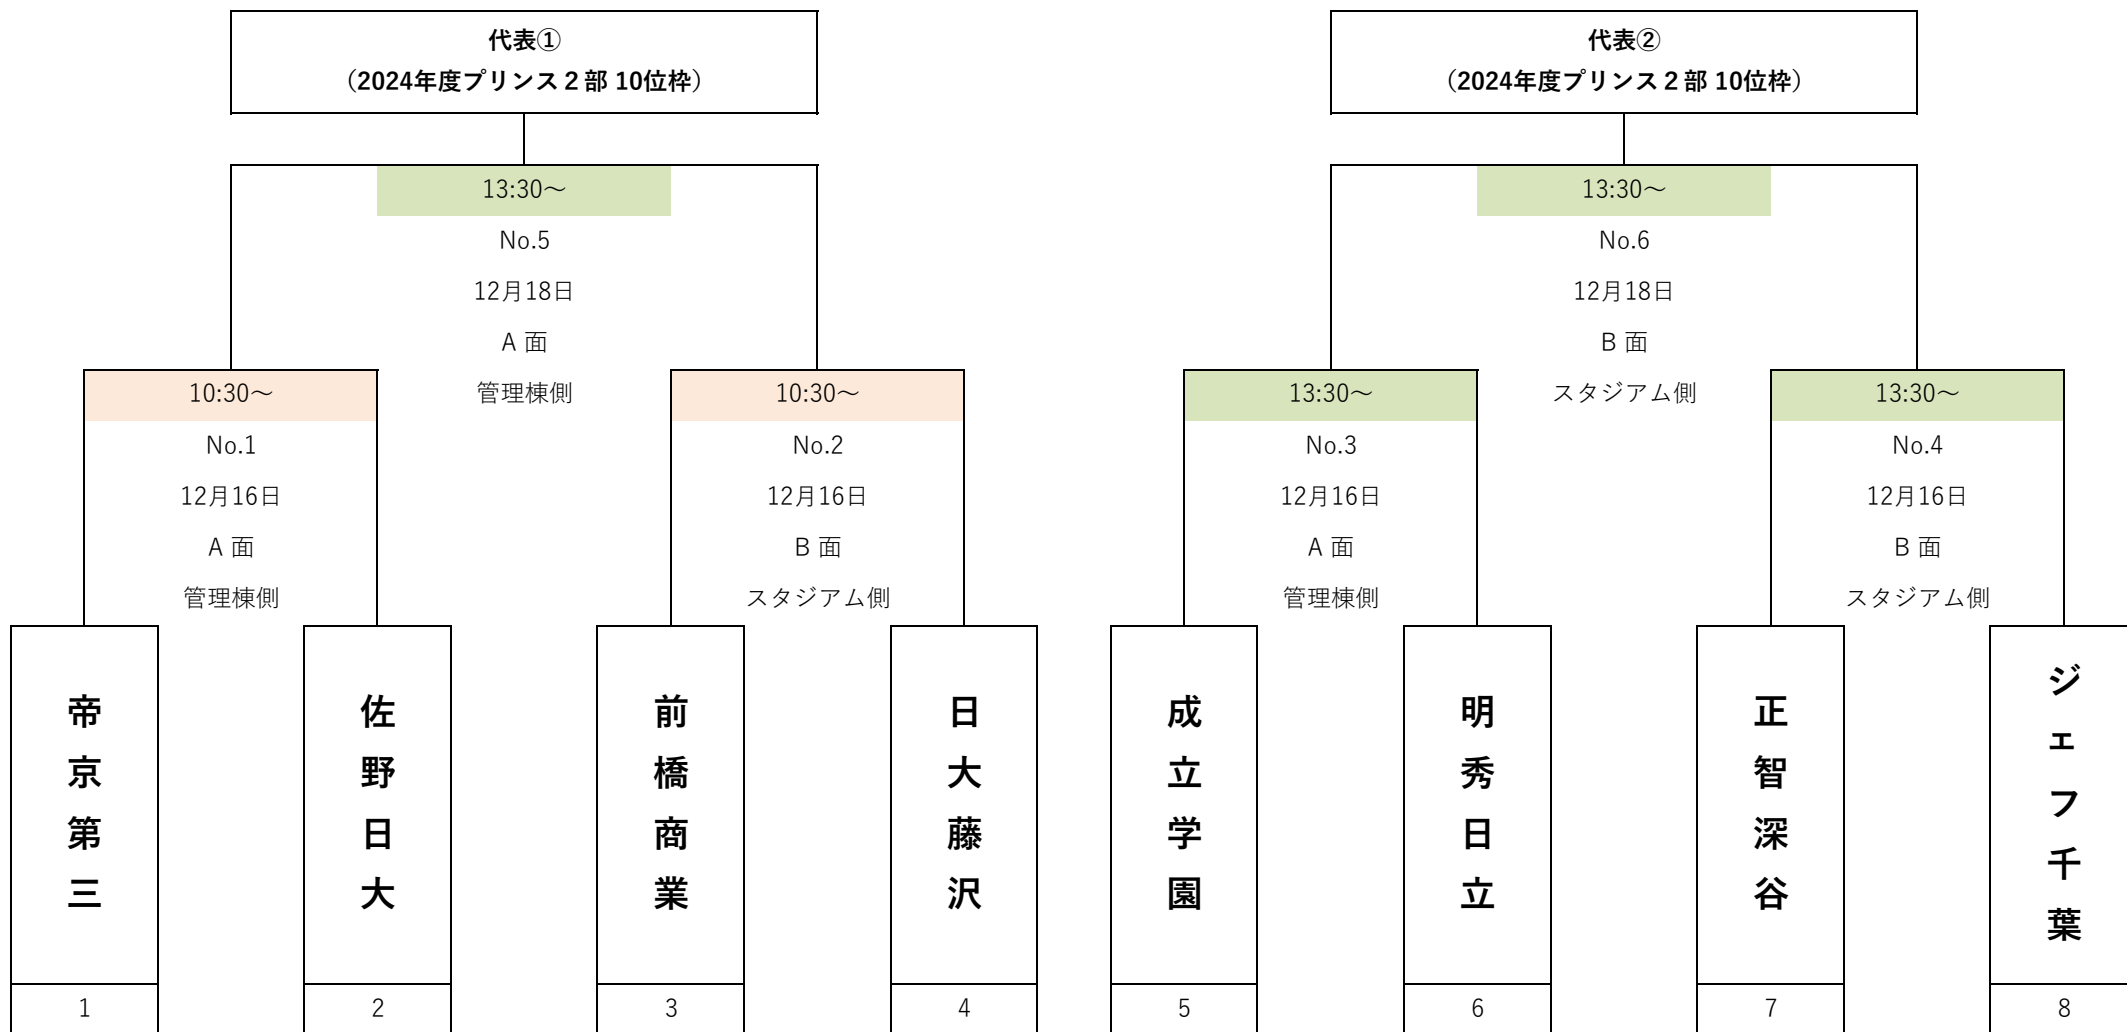 代表①
（2024年度プリンス２部 10位枠）
代表②
（2024年度プリンス２部 10位枠）
13:30～
No.5
12月18日
A 面
管理棟側
13:30～
No.6
12月18日
B 面
スタジアム側
10:30～
No.1
12月16日
A 面
管理棟側
10:30～
No.2
12月16日
B 面
スタジアム側
13:30～
No.3
12月16日
A 面
管理棟側
13:30～
No.4
12月16日
B 面
スタジアム側
帝京第三
佐野日大
前橋商業
日大藤沢
成立学園
明秀日立
正智深谷
ジェフ千葉
1
2
3
4
5
6
7
8